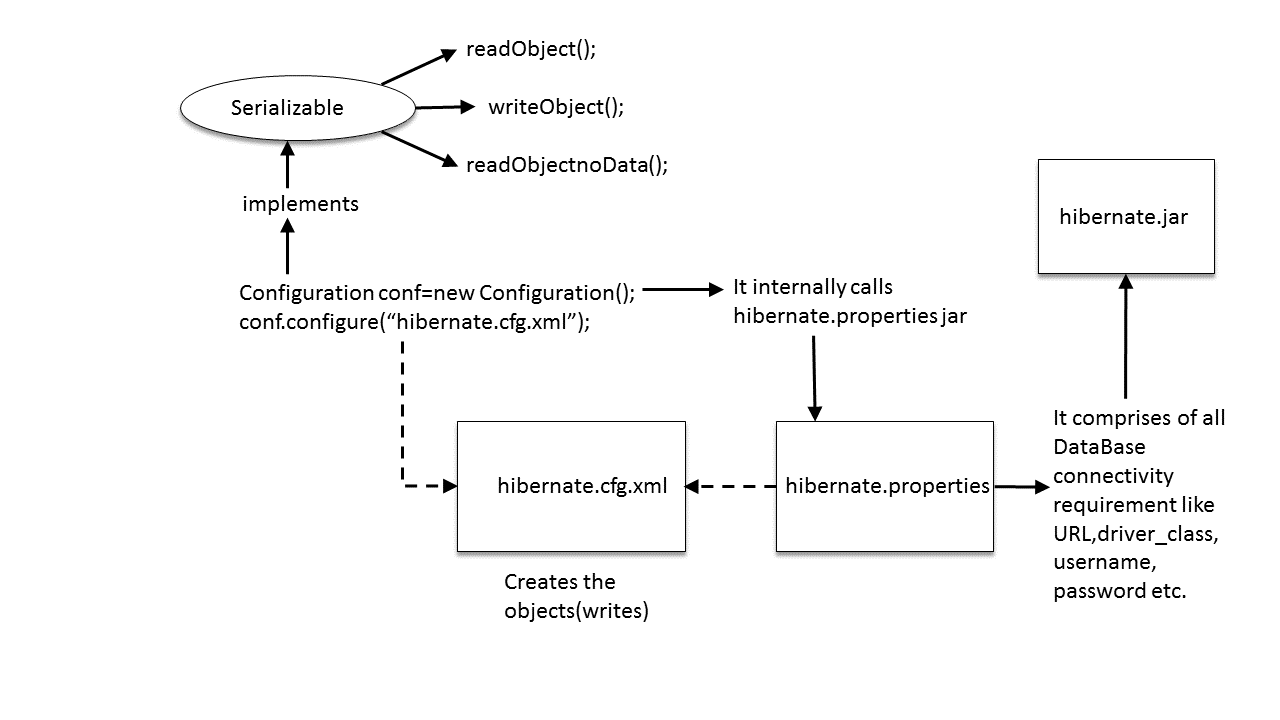 readObject();
Serializable
writeObject();
readObjectnoData();
implements
hibernate.jar
Configuration conf=new Configuration();
conf.configure(“hibernate.cfg.xml”);
It internally calls
hibernate.properties jar
hibernate.cfg.xml
hibernate.properties
It comprises of all
DataBase
connectivity
requirement like
URL,driver_class,
username,
password etc.
Creates the
objects(writes)